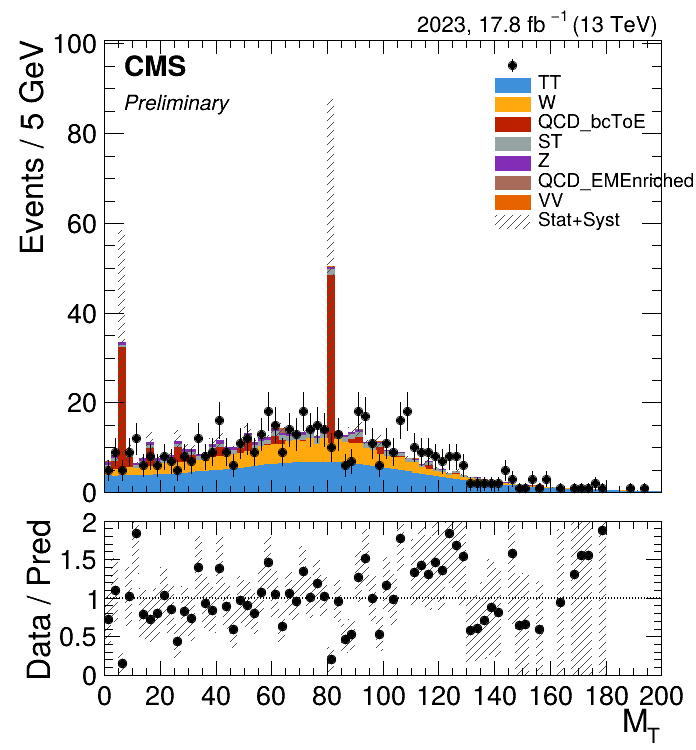 2023, 17.8 fb⁻¹ (13 TeV)
Events / 5 GeV
100
80
60
40
20
0
CMS
Preliminary
TT
W
QCD_bcToE
ST
Z
QCD_EMEnriched
VV
Stat+Syst
Data / Pred
2
1.5
1
0.5
0
0 20 40 60 80 100 120 140 160 180 200
M_T